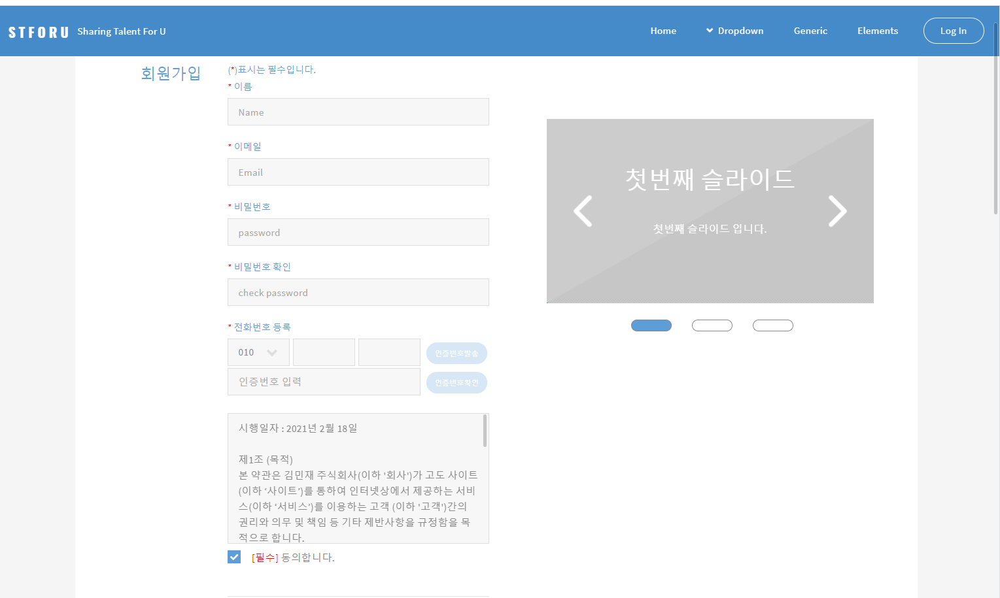 STFORU Sharing Talent For U Home Dropdown Generic Elements Log In
회원가입
(*)표시는 필수입니다.
* 이름
Name
* 이메일
Email
* 비밀번호
password
* 비밀번호 확인
check password
* 전화번호 등록
010 인증번호발송
인증번호 입력 인증번호확인
시행일자 : 2021년 2월 18일
제1조 (목적)
본 약관은 김민재 주식회사(이하 '회사')가 고도 사이트
(이하 ‘사이트’)를 통하여 인터넷상에서 제공하는 서비
스(이하 ‘서비스’)를 이용하는 고객 (이하 '고객')간의
권리와 의무 및 책임 등 기타 제반사항을 규정함을 목
적으로 합니다.
[필수] 동의합니다.
첫번째 슬라이드
첫번째 슬라이드 입니다.